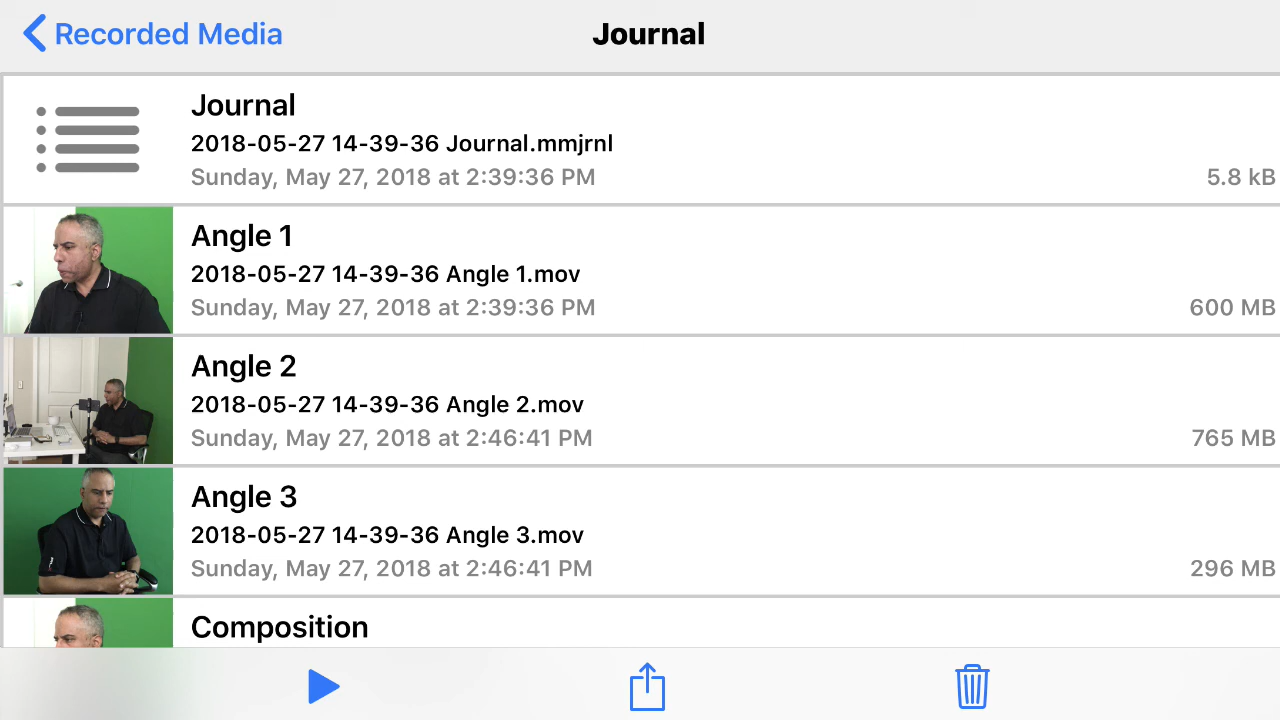 Recorded Media
Journal
Journal
2018-05-27 14-39-36 Journal.mmjrnl
Sunday, May 27, 2018 at 2:39:36 PM
5.8 kB
Angle 1
2018-05-27 14-39-36 Angle 1.mov
Sunday, May 27, 2018 at 2:39:36 PM
600 MB
Angle 2
2018-05-27 14-39-36 Angle 2.mov
Sunday, May 27, 2018 at 2:46:41 PM
765 MB
Angle 3
2018-05-27 14-39-36 Angle 3.mov
Sunday, May 27, 2018 at 2:46:41 PM
296 MB
Composition